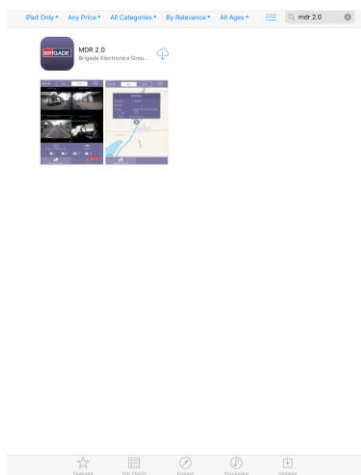 iPad Only
Any Price
All Categories
By Relevance
All Ages
mdr 2.0
BRIGADE
MDR 2.0
Brigade Electronics Grou...
Featured
Top Charts
Explore
Purchased
Updates